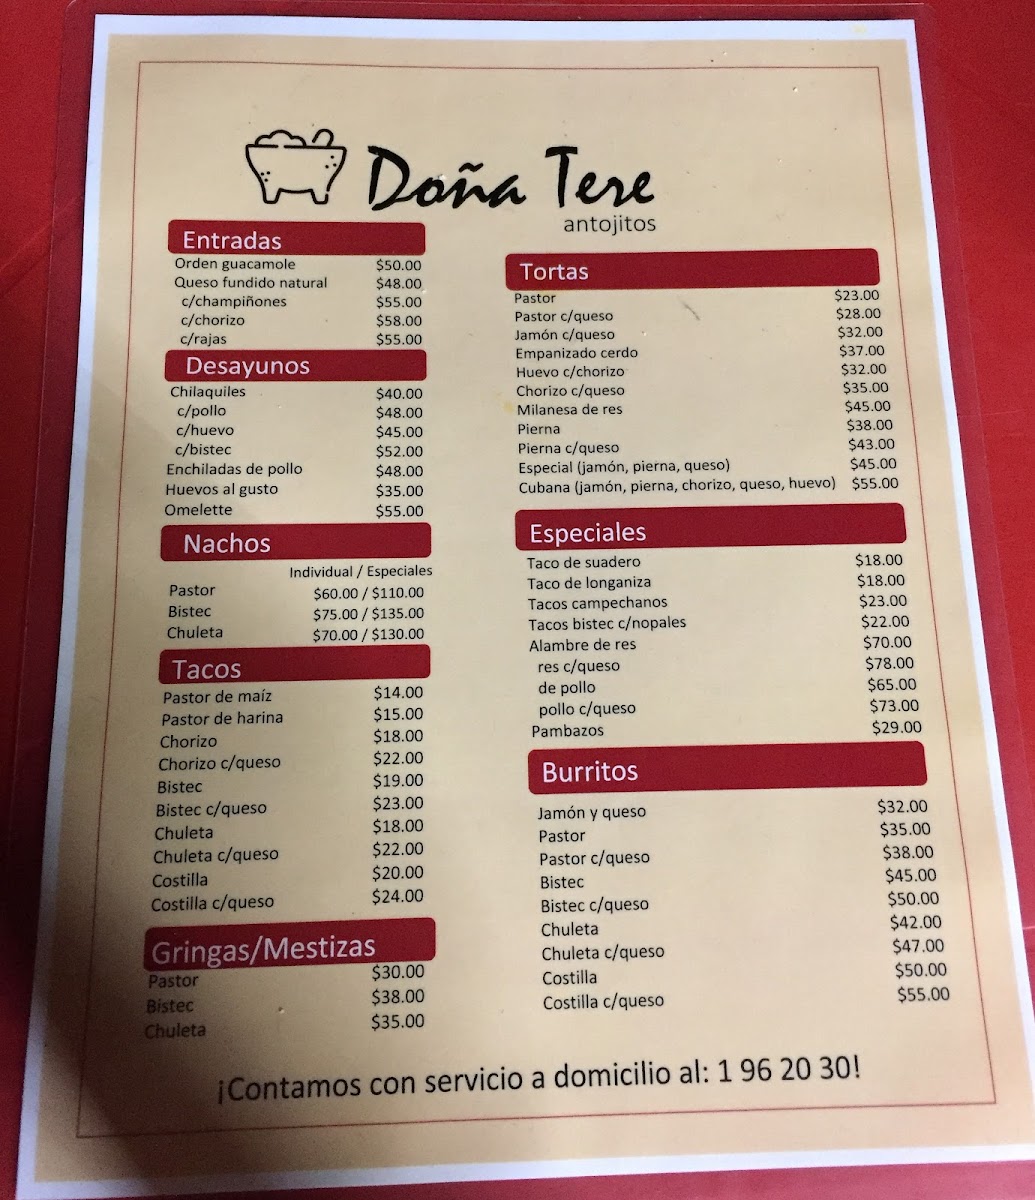 Doña Tere
antojitos
Entradas
Orden guacamole $50.00
Queso fundido natural $48.00
c/champiñones $55.00
c/chorizo $58.00
c/rajas $55.00
Desayunos
Chilaquiles $40.00
c/pollo $48.00
c/huevo $45.00
c/bistec $52.00
Enchiladas de pollo $48.00
Huevos al gusto $35.00
Omelette $55.00
Nachos
Individual / Especiales
Pastor $60.00 / $110.00
Bistec $75.00 / $135.00
Chuleta $70.00 / $130.00
Tacos
Pastor de maíz $14.00
Pastor de harina $15.00
Chorizo $18.00
Chorizo c/queso $22.00
Bistec $19.00
Bistec c/queso $23.00
Chuleta $18.00
Chuleta c/queso $22.00
Costilla $20.00
Costilla c/queso $24.00
Gringas/Mestizas
Pastor $30.00
Bistec $38.00
Chuleta $35.00
Tortas
Pastor $23.00
Pastor c/queso $28.00
Jamón c/queso $32.00
Empanizado cerdo $37.00
Huevo c/chorizo $32.00
Chorizo c/queso $35.00
Milanesa de res $45.00
Pierna $38.00
Pierna c/queso $43.00
Especial (jamón, pierna, queso) $45.00
Cubana (jamón, pierna, chorizo, queso, huevo) $55.00
Especiales
Taco de suadero $18.00
Taco de longaniza $18.00
Tacos campechanos $23.00
Tacos bistec c/nopales $22.00
Alambre de res $70.00
res c/queso $78.00
de pollo $65.00
pollo c/queso $73.00
Pambazos $29.00
Burritos
Jamón y queso $32.00
Pastor $35.00
Pastor c/queso $38.00
Bistec $45.00
Bistec c/queso $50.00
Chuleta $42.00
Chuleta c/queso $47.00
Costilla $50.00
Costilla c/queso $55.00
¡Contamos con servicio a domicilio al: 1 96 20 30!